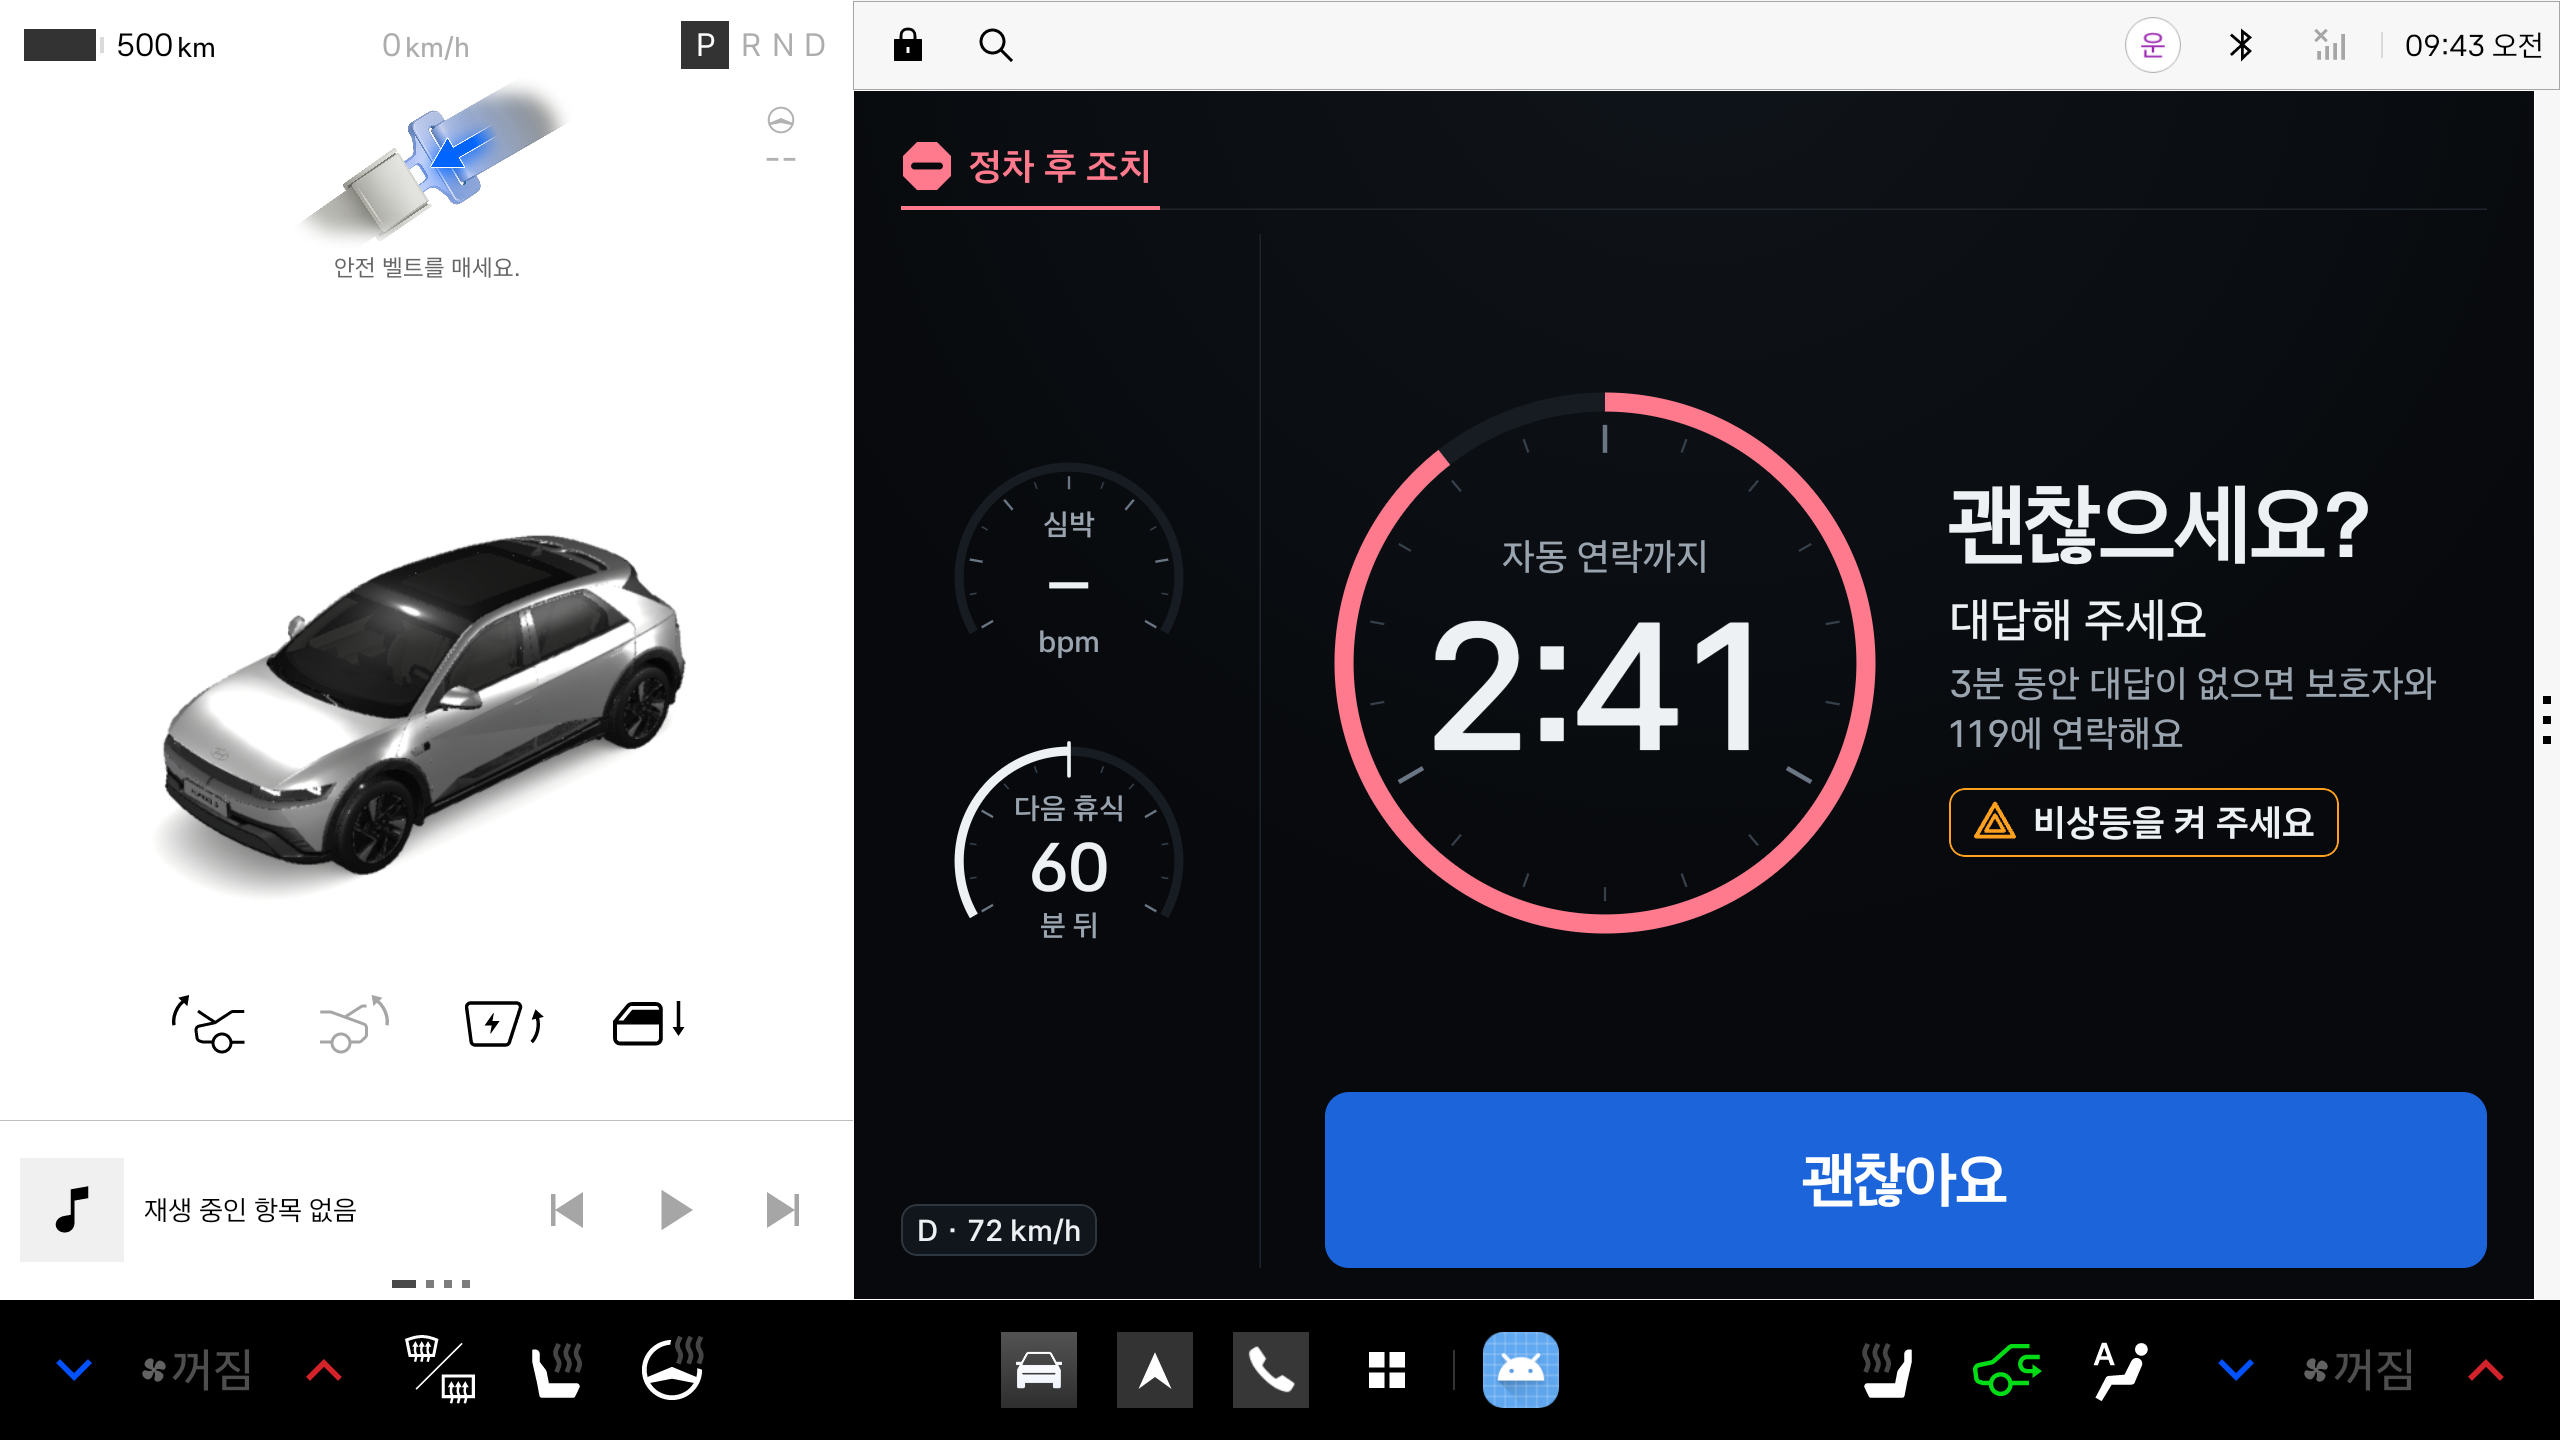 500 km
0 km/h
P R N D
운
09:43 오전
안전 벨트를 매세요.
--
정차 후 조치
심박
–
bpm
다음 휴식
60
분 뒤
D · 72 km/h
자동 연락까지
2:41
괜찮으세요?
대답해 주세요
3분 동안 대답이 없으면 보호자와
119에 연락해요
비상등을 켜 주세요
괜찮아요
재생 중인 항목 없음
꺼짐
A
꺼짐